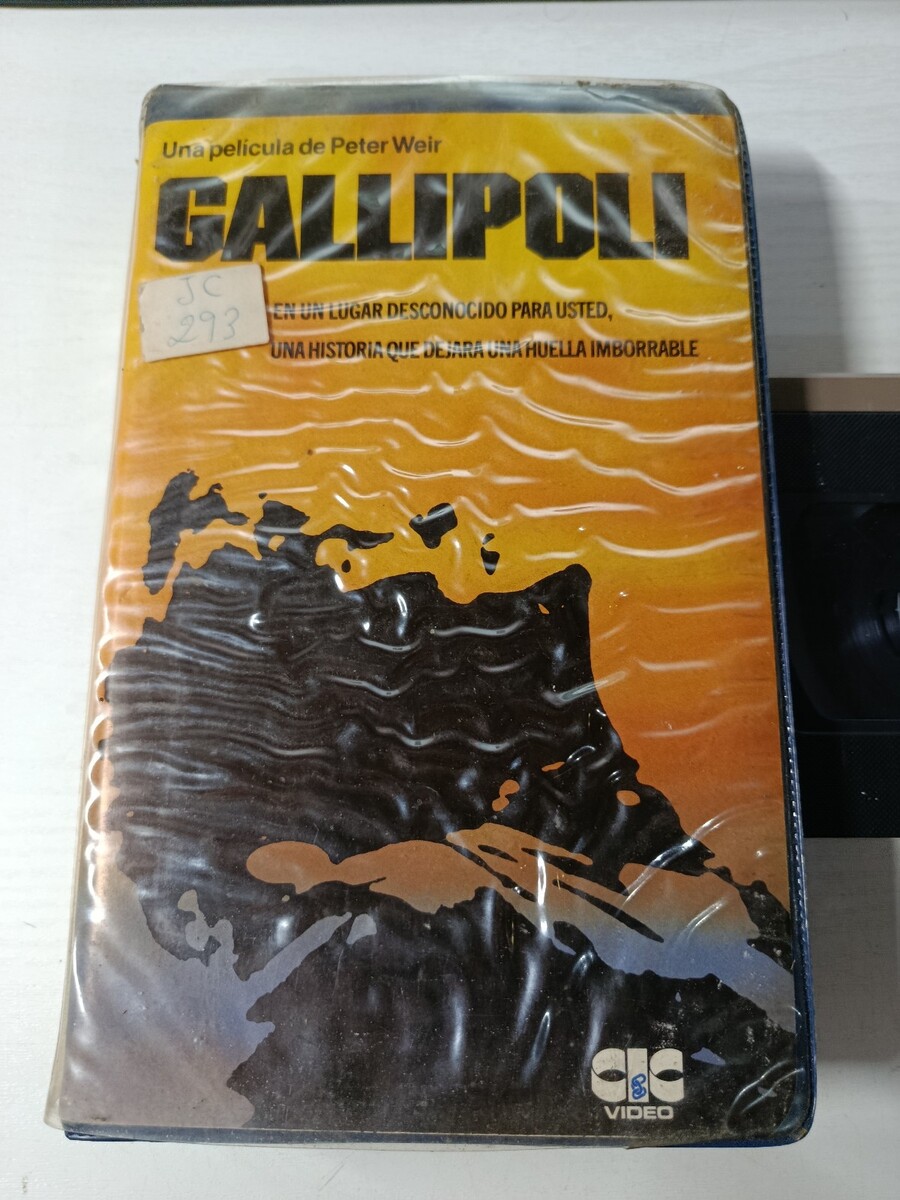 Una película de Peter Weir
GALLIPOLI
JC
293
EN UN LUGAR DESCONOCIDO PARA USTED,
UNA HISTORIA QUE DEJARA UNA HUELLA IMBORRABLE
CIC
VIDEO